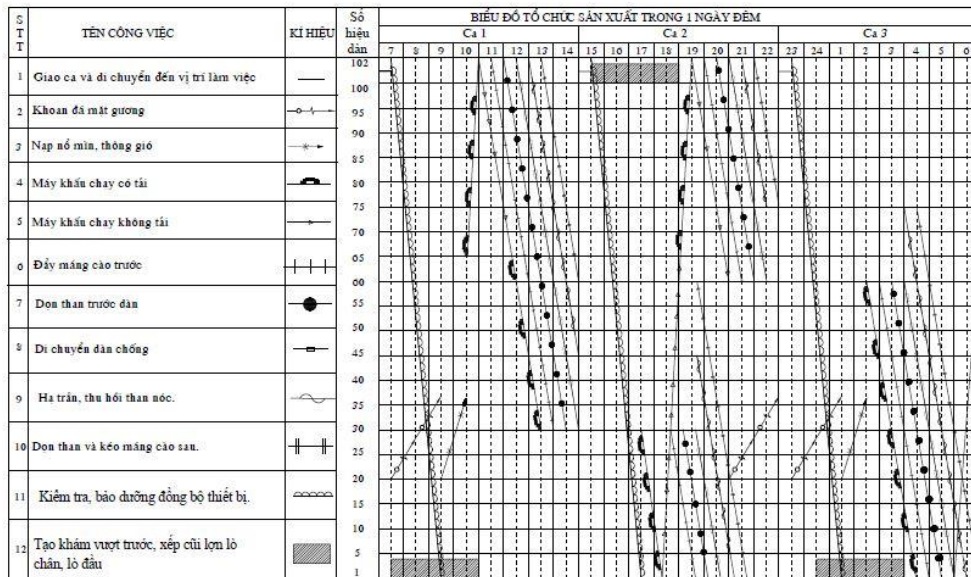 S
T
T
TÊN CÔNG VIỆC
KÍ HIỆU
Số
hiệu
dàn
BIỂU ĐỒ TỔ CHỨC SẢN XUẤT TRONG 1 NGÀY ĐÊM
Ca 1
Ca 2
Ca 3
7 8 9 10 11 12 13 14 15 16 17 18 19 20 21 22 23 24 1 2 3 4 5 6
1 Giao ca và di chuyển đến vị trí làm việc
2 Khoan đá mặt gương
3 Nạp nổ mìn, thông gió
4 Máy khấu chạy có tải
5 Máy khấu chạy không tải
6 Đẩy máng cào trước
7 Dọn than trước dàn
8 Di chuyển dàn chống
9 Hạ trần, thu hồi than nóc.
10 Dọn than và kéo máng cào sau.
11 Kiểm tra, bảo dưỡng đồng bộ thiết bị.
12 Tạo khám vượt trước, xếp cũi lợn lò
chân, lò đầu
102
100
95
90
85
80
75
70
65
60
55
50
45
40
35
30
25
20
15
10
5
1